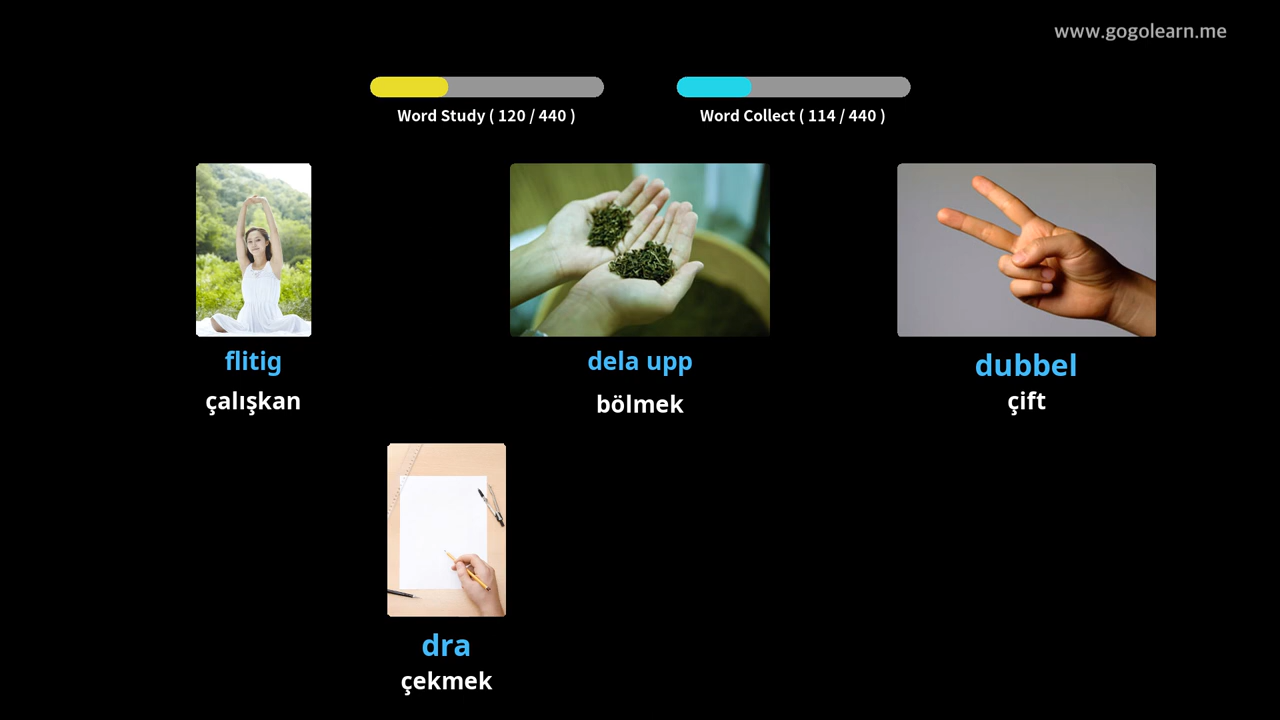 www.gogolearn.me
Word Study ( 120 / 440 )
Word Collect ( 114 / 440 )
flitig
çalışkan
dela upp
bölmek
dubbel
çift
dra
çekmek